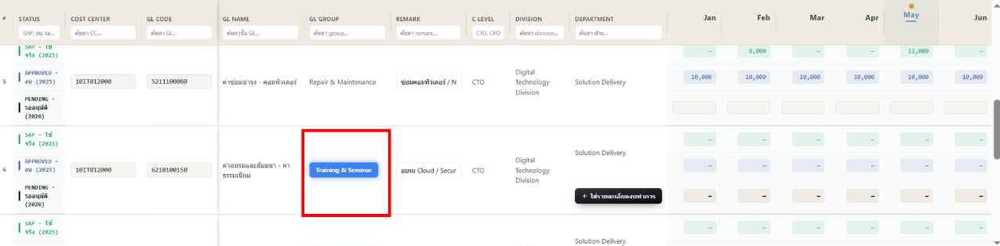 # STATUS COST CENTER GL CODE GL NAME GL GROUP REMARK C LEVEL DIVISION DEPARTMENT Jan Feb Mar Apr May Jun
SAP, งบ, รอ... ค้นหา CC... ค้นหา GL... ค้นหาชื่อ GL... ค้นหา group... ค้นหา remark... CTO, CFO ค้นหา division... ค้นหา ฝ่าย...
SAP · ใช้จริง (2025) – 8,000 – – 12,000 –
5 APPROVED · งบ (2025) 10IT012000 5211100080 ค่าซ่อมบำรุง - คอมพิวเตอร์ Repair & Maintenance ซ่อมคอมพิวเตอร์ / N CTO Digital Technology Division Solution Delivery 10,000 10,000 10,000 10,000 10,000 10,000
PENDING · รออนุมัติ (2026)
SAP · ใช้จริง (2025) Solution Delivery – – – – – –
6 APPROVED · งบ (2025) 10IT012000 6210100150 ค่าอบรมและสัมมนา - ค่าธรรมเนียม Training & Seminar อบรม Cloud / Secur CTO Digital Technology Division – – – – – –
PENDING · รออนุมัติ (2026) + ใส่รายละเอียดงบทำการ – – – – – –
SAP · ใช้จริง (2025) Solution Delivery – – – – – –